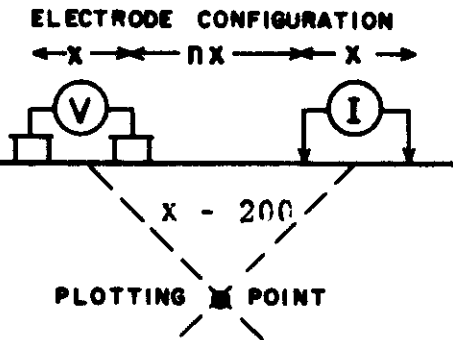 ELECTRODE CONFIGURATION
x nx x
V I
x - 200
PLOTTING POINT